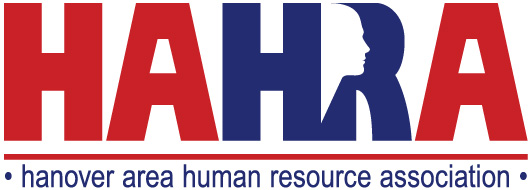 HAHRA
• hanover area human resource association •